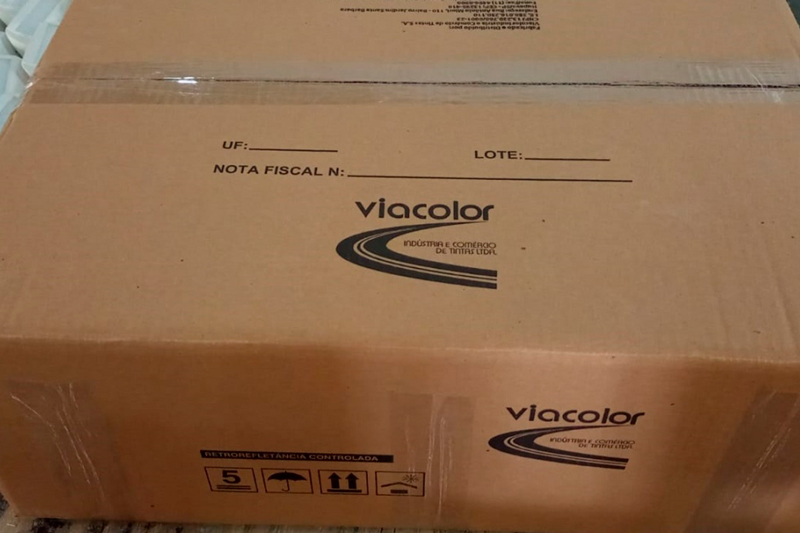 UF:
LOTE:
NOTA FISCAL N:
viacolor
INDÚSTRIA E COMÉRCIO
DE TINTAS LTDA.
viacolor
INDÚSTRIA E COMÉRCIO
DE TINTAS LTDA.
RETRORREFLETÂNCIA CONTROLADA
5